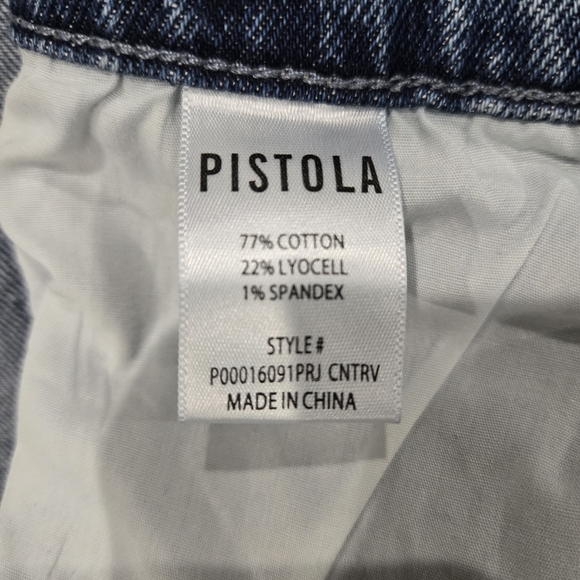 PISTOLA
77% COTTON
22% LYOCELL
1% SPANDEX
STYLE #
P00016091PRJ CNTRV
MADE IN CHINA